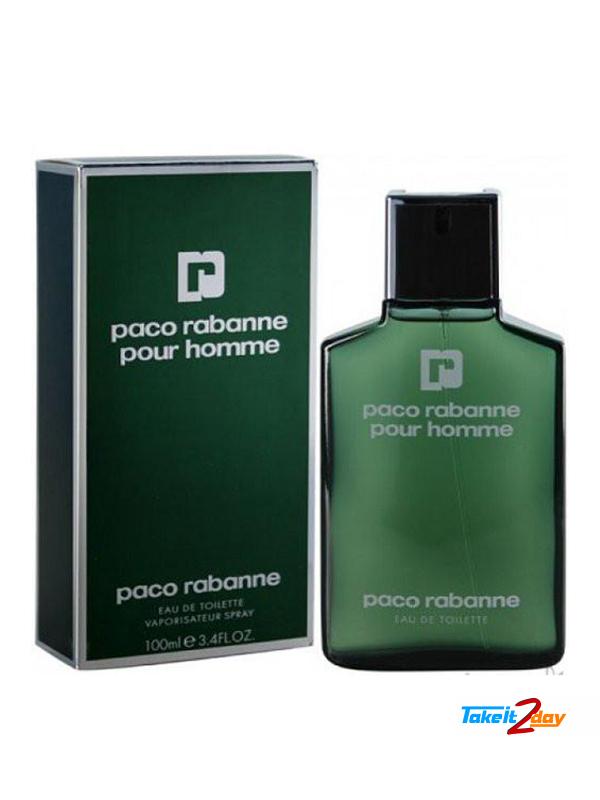 paco rabanne
pour homme
paco rabanne
EAU DE TOILETTE
VAPORISATEUR SPRAY
100ml e 3.4FL.OZ.
paco rabanne
pour homme
paco rabanne
EAU DE TOILETTE
TakeIt2day